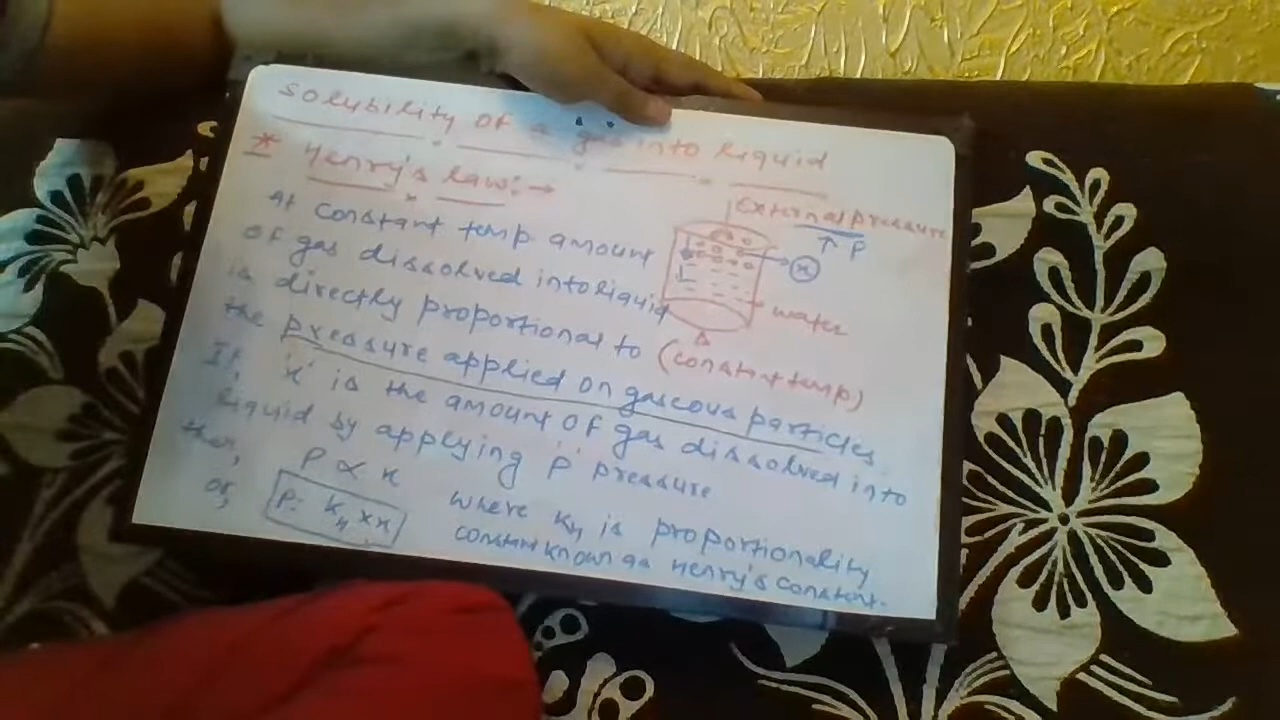 Solubility of a gas into liquid
* Henry's law:→
External pressure
↑ P
At constant temp amount
of gas dissolved into liquid
x
is directly proportional to
water
(constant temp)
the pressure applied on gaseous particles.
If, 'x' is the amount of gas dissolved into
liquid by applying 'p' pressure
then,
P ∝ x
or,
P = K_H × x
where K_H is proportionality
constant known as Henry's constant.